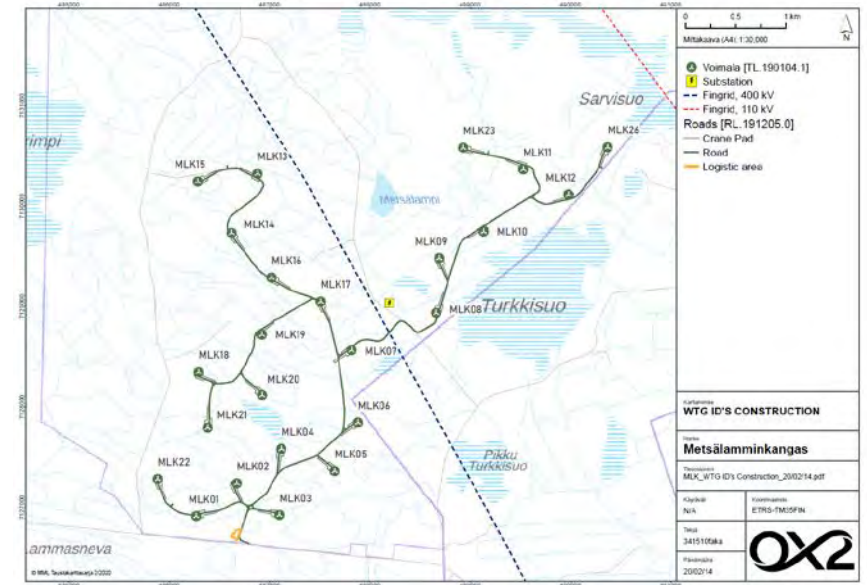 Sarvisuo
MLK23
MLK26
MLK11
MLK15
MLK13
MLK12
Metsälampi
MLK14
MLK10
MLK09
MLK16
MLK17
MLK08
Turkkisuo
MLK19
MLK07
MLK18
MLK20
MLK21
MLK06
MLK04
MLK05
Pikku
Turkkisuo
MLK22
MLK02
MLK01
MLK03
0 0.5 1 km
N
Mittakaava (A4): 1:30,000
Voimala [TL.190104.1]
Substation
Fingrid, 400 kV
Fingrid, 110 kV
Roads [RL.191205.0]
Crane Pad
Road
Logistic area
WTG ID'S CONSTRUCTION
Metsälamminkangas
MLK_WTG ID's Construction_20/02/14.pdf
N/A
ETRS-TM35FIN
20/02/14
OX2